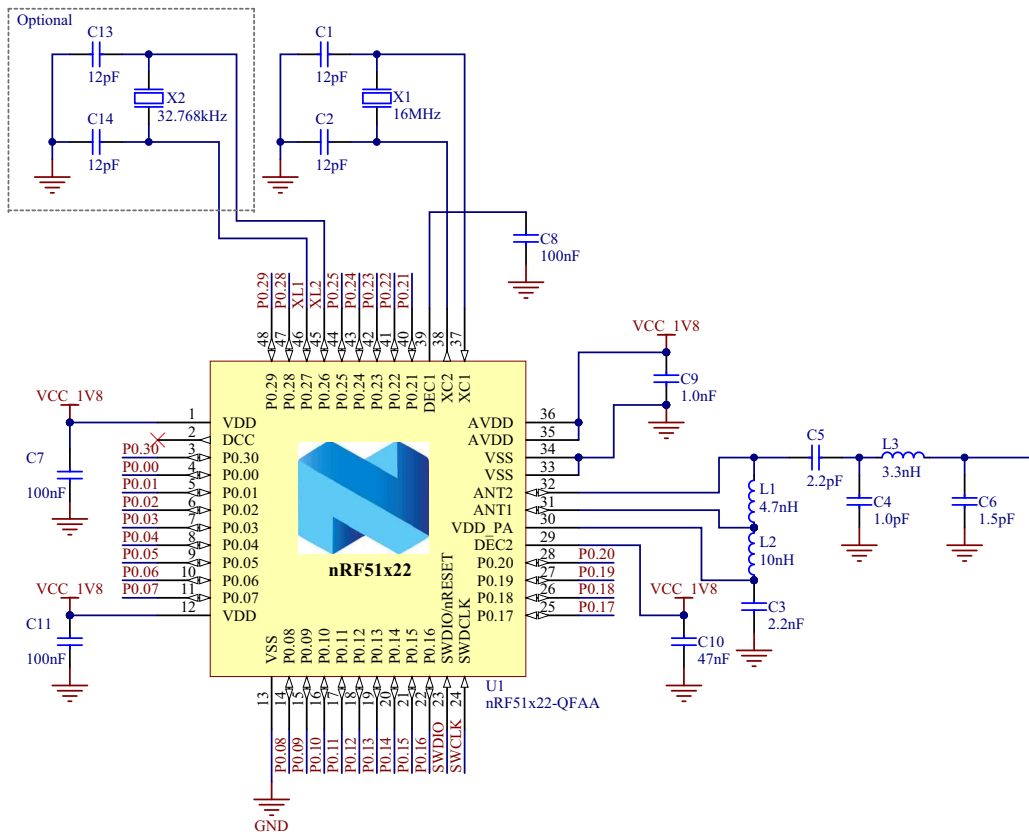 Optional
C13
12pF
X2
32.768kHz
C14
12pF
C1
12pF
X1
16MHz
C2
12pF
C8
100nF
P0.29
P0.28
XL1
XL2
P0.25
P0.24
P0.23
P0.22
P0.21
48
47
46
45
44
43
42
41
40
39
38
37
P0.29
P0.28
P0.27
P0.26
P0.25
P0.24
P0.23
P0.22
P0.21
DEC1
XC2
XC1
VCC_1V8
C7
100nF
1 VDD
2 DCC
P0.30 3 P0.30
P0.00 4 P0.00
P0.01 5 P0.01
P0.02 6 P0.02
P0.03 7 P0.03
P0.04 8 P0.04
P0.05 9 P0.05
P0.06 10 P0.06
P0.07 11 P0.07
VCC_1V8
12 VDD
C11
100nF
nRF51x22
VCC_1V8
C9
1.0nF
AVDD 36
AVDD 35
VSS 34
VSS 33
ANT2 32
ANT1 31
VDD_PA 30
DEC2 29
P0.20 28 P0.20
P0.19 27 P0.19
P0.18 26 P0.18
P0.17 25 P0.17
C5
2.2pF
L3
3.3nH
C4
1.0pF
C6
1.5pF
L1
4.7nH
L2
10nH
C3
2.2nF
VCC_1V8
C10
47nF
VSS
P0.08
P0.09
P0.10
P0.11
P0.12
P0.13
P0.14
P0.15
P0.16
SWDIO/nRESET
SWDCLK
U1
nRF51x22-QFAA
13
14
15
16
17
18
19
20
21
22
23
24
P0.08
P0.09
P0.10
P0.11
P0.12
P0.13
P0.14
P0.15
P0.16
SWDIO
SWCLK
GND